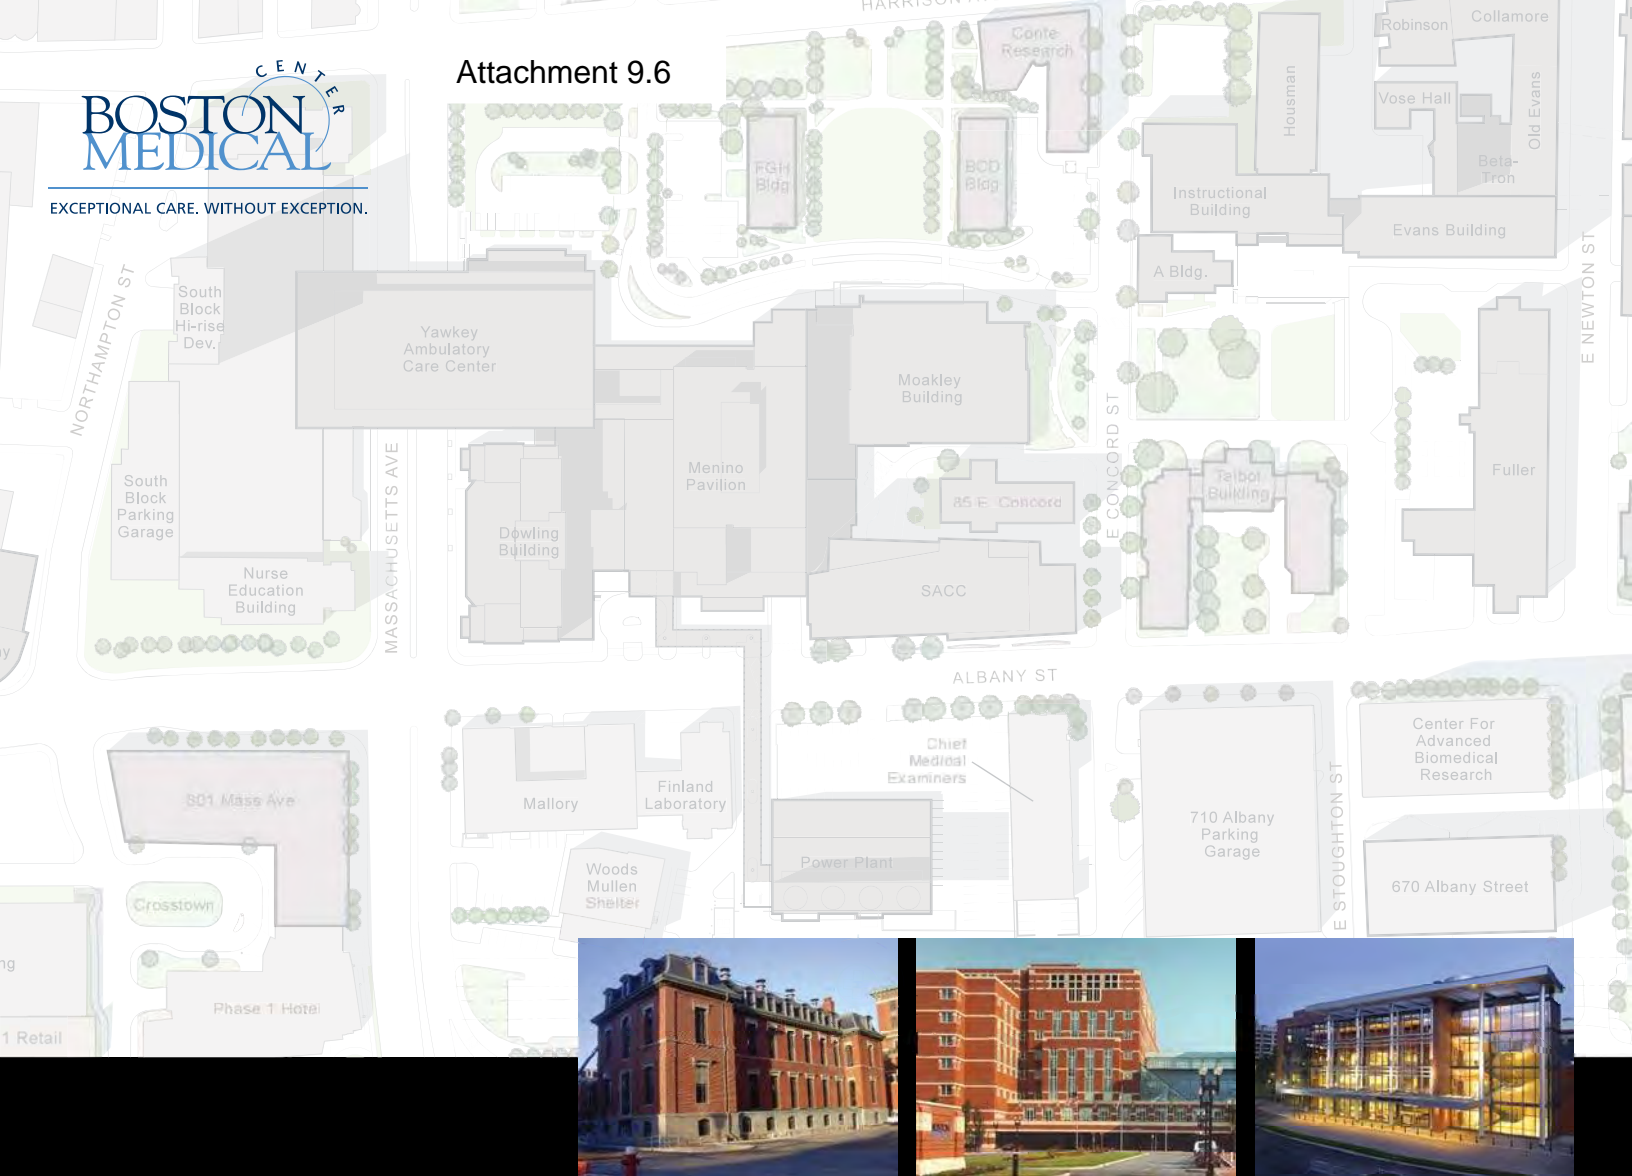 HARRISON
Attachment 9.6
CENTER
BOSTON
MEDICAL
EXCEPTIONAL CARE. WITHOUT EXCEPTION.
Conte
Research
Robinson
Collamore
Housman
Vose Hall
Old Evans
Beta-
Tron
FGH
Bldg
BCD
Bldg
Instructional
Building
Evans Building
A Bldg.
E NEWTON ST
NORTHAMPTON ST
South
Block
Hi-rise
Dev.
Yawkey
Ambulatory
Care Center
Moakley
Building
E CONCORD ST
MASSACHUSETTS AVE
South
Block
Parking
Garage
Menino
Pavilion
85 E. Concord
Talbot
Building
Fuller
Dowling
Building
Nurse
Education
Building
SACC
ALBANY ST
Chief
Medical
Examiners
Center For
Advanced
Biomedical
Research
801 Mass Ave
Mallory
Finland
Laboratory
710 Albany
Parking
Garage
E STOUGHTON ST
Woods
Mullen
Shelter
Power Plant
670 Albany Street
Crosstown
ng
Phase 1 Hotel
1 Retail